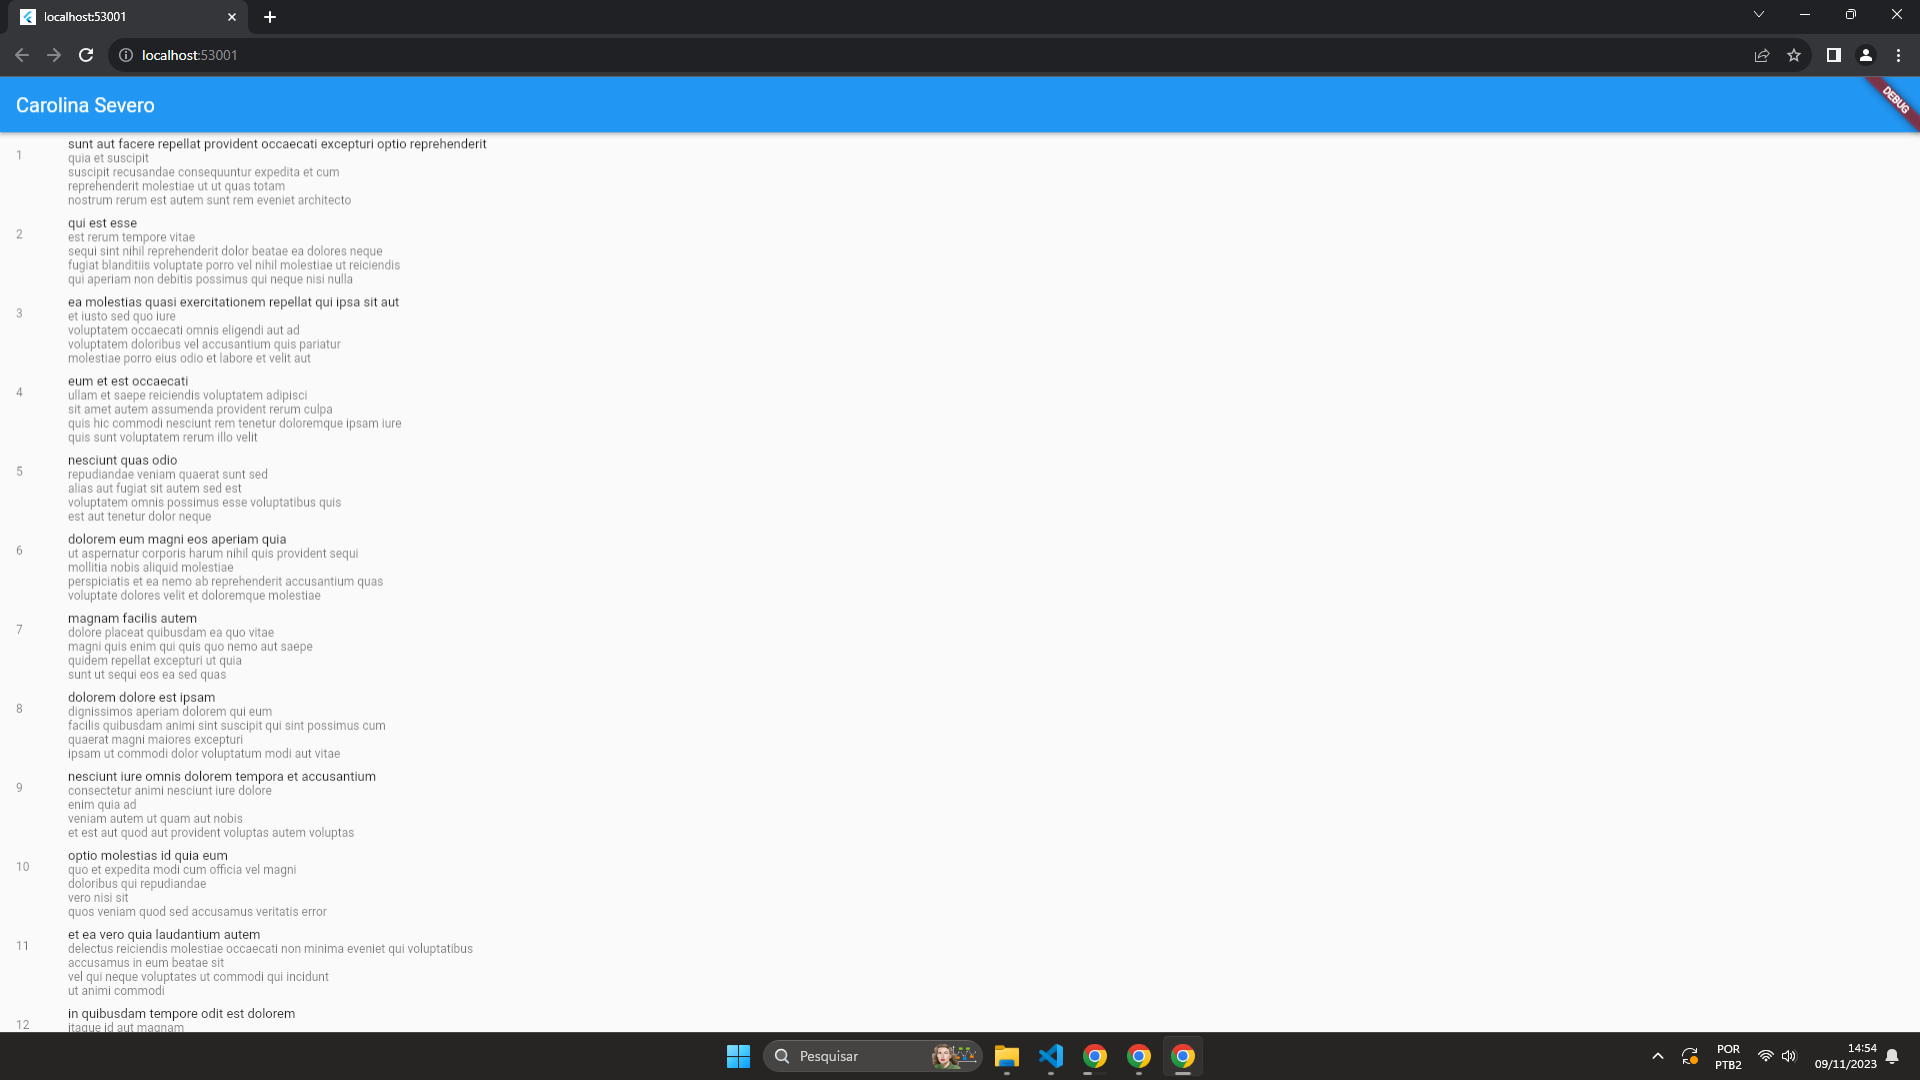 localhost:53001
localhost:53001
Carolina Severo
DEBUG
1
sunt aut facere repellat provident occaecati excepturi optio reprehenderit
quia et suscipit
suscipit recusandae consequuntur expedita et cum
reprehenderit molestiae ut ut quas totam
nostrum rerum est autem sunt rem eveniet architecto
2
qui est esse
est rerum tempore vitae
sequi sint nihil reprehenderit dolor beatae ea dolores neque
fugiat blanditiis voluptate porro vel nihil molestiae ut reiciendis
qui aperiam non debitis possimus qui neque nisi nulla
3
ea molestias quasi exercitationem repellat qui ipsa sit aut
et iusto sed quo iure
voluptatem occaecati omnis eligendi aut ad
voluptatem doloribus vel accusantium quis pariatur
molestiae porro eius odio et labore et velit aut
4
eum et est occaecati
ullam et saepe reiciendis voluptatem adipisci
sit amet autem assumenda provident rerum culpa
quis hic commodi nesciunt rem tenetur doloremque ipsam iure
quis sunt voluptatem rerum illo velit
5
nesciunt quas odio
repudiandae veniam quaerat sunt sed
alias aut fugiat sit autem sed est
voluptatem omnis possimus esse voluptatibus quis
est aut tenetur dolor neque
6
dolorem eum magni eos aperiam quia
ut aspernatur corporis harum nihil quis provident sequi
mollitia nobis aliquid molestiae
perspiciatis et ea nemo ab reprehenderit accusantium quas
voluptate dolores velit et doloremque molestiae
7
magnam facilis autem
dolore placeat quibusdam ea quo vitae
magni quis enim qui quis quo nemo aut saepe
quidem repellat excepturi ut quia
sunt ut sequi eos ea sed quas
8
dolorem dolore est ipsam
dignissimos aperiam dolorem qui eum
facilis quibusdam animi sint suscipit qui sint possimus cum
quaerat magni maiores excepturi
ipsam ut commodi dolor voluptatum modi aut vitae
9
nesciunt iure omnis dolorem tempora et accusantium
consectetur animi nesciunt iure dolore
enim quia ad
veniam autem ut quam aut nobis
et est aut quod aut provident voluptas autem voluptas
10
optio molestias id quia eum
quo et expedita modi cum officia vel magni
doloribus qui repudiandae
vero nisi sit
quos veniam quod sed accusamus veritatis error
11
et ea vero quia laudantium autem
delectus reiciendis molestiae occaecati non minima eveniet qui voluptatibus
accusamus in eum beatae sit
vel qui neque voluptates ut commodi qui incidunt
ut animi commodi
12
in quibusdam tempore odit est dolorem
itaque id aut magnam
Pesquisar
POR
PTB2
14:54
09/11/2023